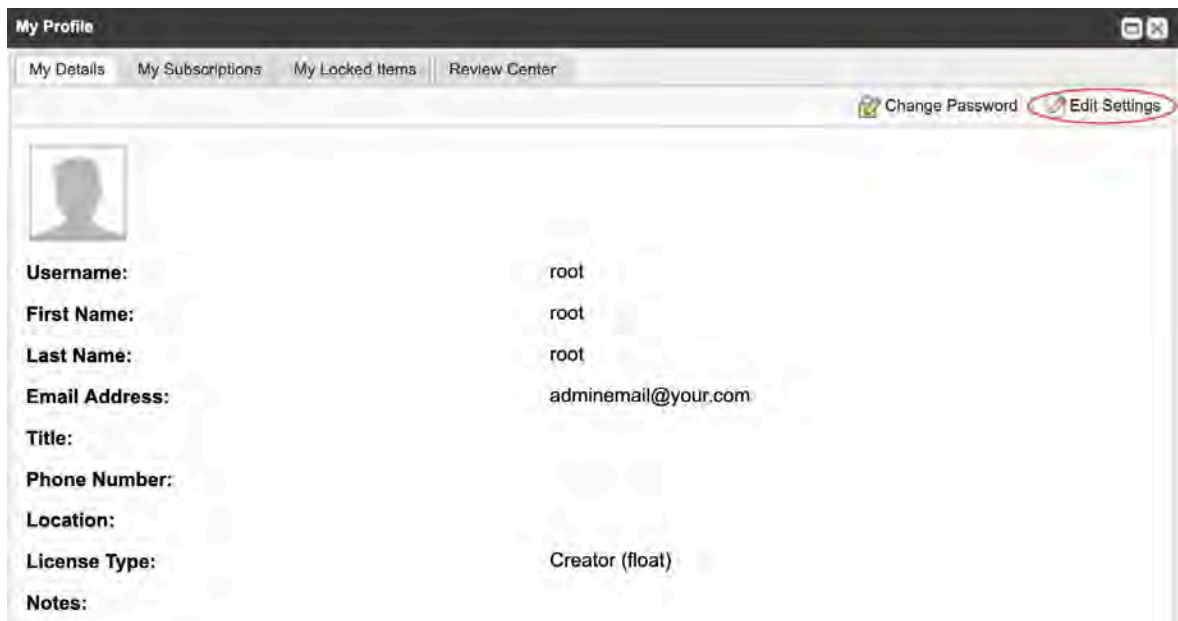 My Profile
My Details My Subscriptions My Locked Items Review Center
Change Password Edit Settings
Username: root
First Name: root
Last Name: root
Email Address: adminemail@your.com
Title:
Phone Number:
Location:
License Type: Creator (float)
Notes: